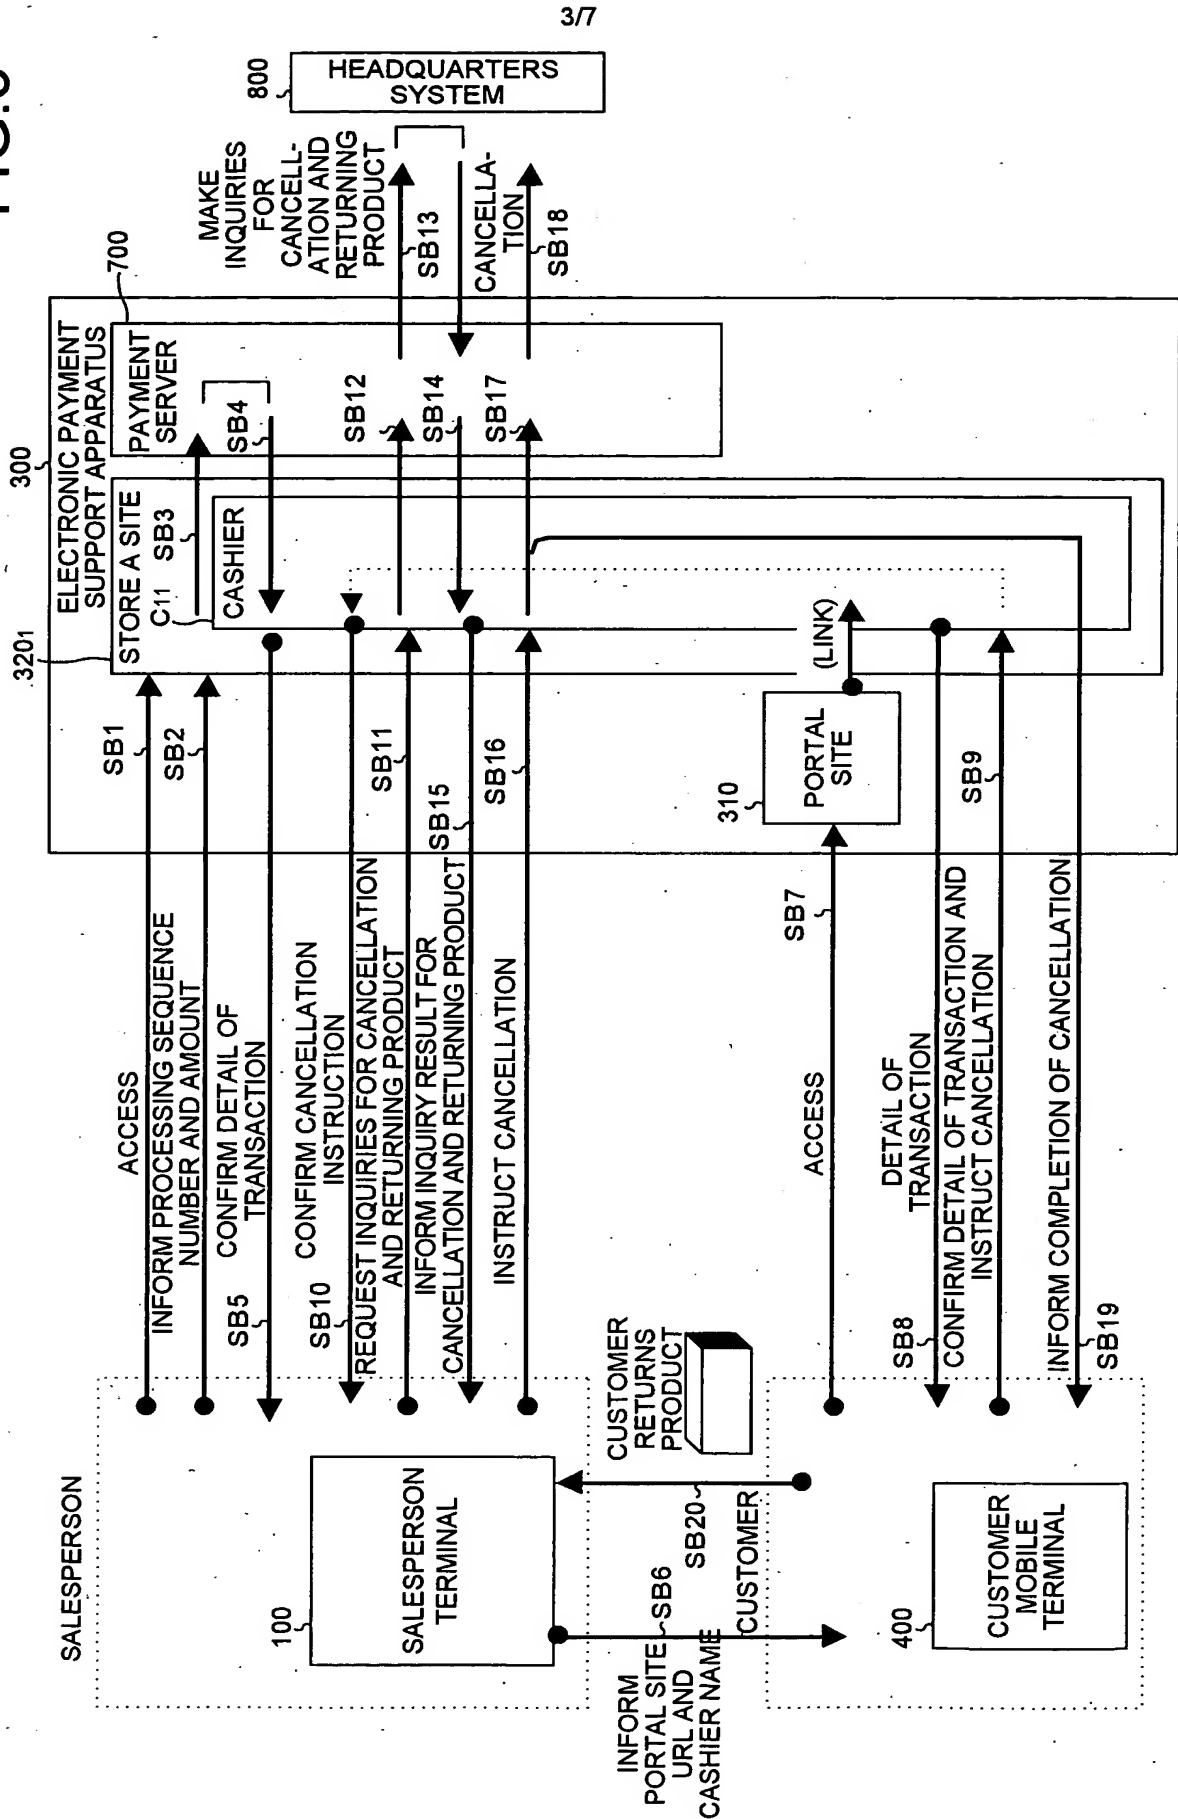 3/7
FIG.3
300
ELECTRONIC PAYMENT
SUPPORT APPARATUS
3201
STORE A SITE
C11
CASHIER
700
PAYMENT
SERVER
800
HEADQUARTERS
SYSTEM
SALESPERSON
100
SALESPERSON
TERMINAL
ACCESS
SB1
INFORM PROCESSING SEQUENCE
NUMBER AND AMOUNT
SB2
SB3
SB4
CONFIRM DETAIL OF
TRANSACTION
SB5
CONFIRM CANCELLATION
INSTRUCTION
SB10
REQUEST INQUIRIES FOR CANCELLATION
AND RETURNING PRODUCT
SB11
SB12
MAKE
INQUIRIES
FOR
CANCELL-
ATION AND
RETURNING
PRODUCT
SB13
SB14
INFORM INQUIRY RESULT FOR
CANCELLATION AND RETURNING PRODUCT
SB15
INSTRUCT CANCELLATION
SB16
SB17
CANCELLA-
TION
SB18
INFORM
PORTAL SITE
URL AND
CASHIER NAME
SB6
SB20
CUSTOMER
RETURNS
PRODUCT
CUSTOMER
400
CUSTOMER
MOBILE
TERMINAL
ACCESS
SB7
310
PORTAL
SITE
(LINK)
DETAIL OF
TRANSACTION
SB8
CONFIRM DETAIL OF TRANSACTION AND
INSTRUCT CANCELLATION
SB9
INFORM COMPLETION OF CANCELLATION
SB19